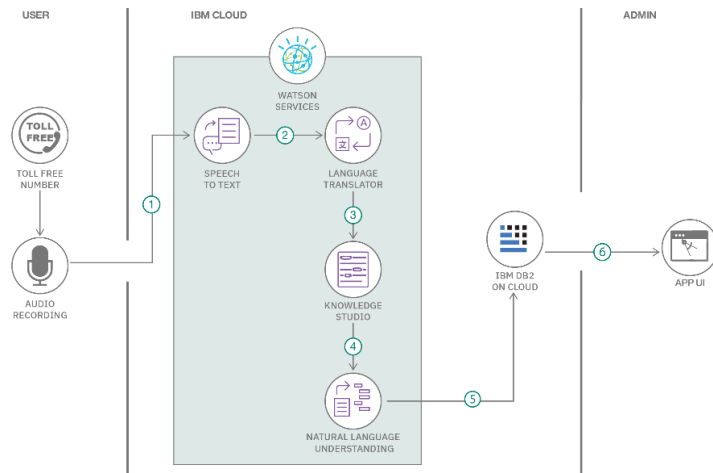 USER
IBM CLOUD
ADMIN
WATSON
SERVICES
TOLL
FREE
TOLL FREE
NUMBER
1
SPEECH
TO TEXT
2
A
文
LANGUAGE
TRANSLATOR
3
AUDIO
RECORDING
KNOWLEDGE
STUDIO
4
NATURAL LANGUAGE
UNDERSTANDING
5
IBM DB2
ON CLOUD
6
APP UI